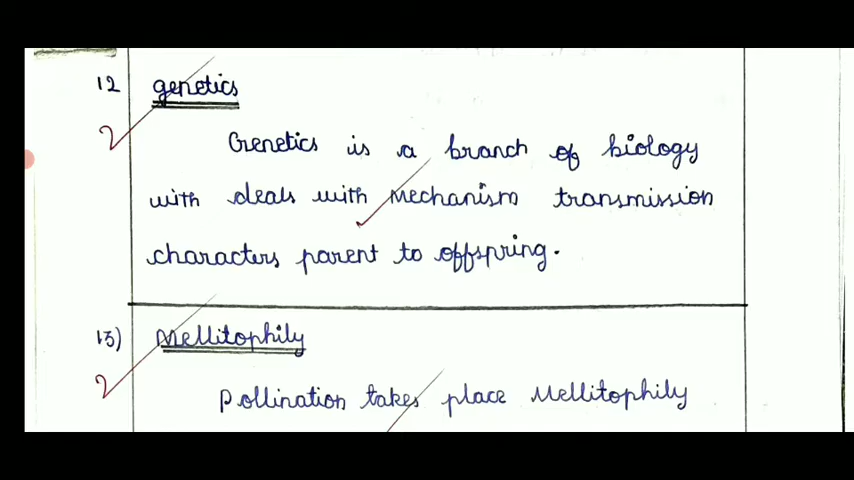 12 genetics
2
Genetics is a branch of biology
with deals with Mechanism transmission
characters parent to offspring.
13) Mellitophily
2
Pollination takes place Mellitophily